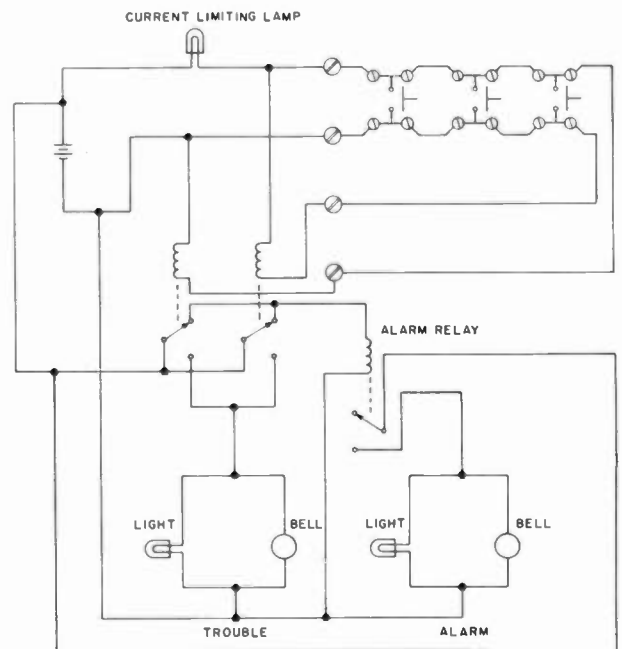 CURRENT LIMITING LAMP
ALARM RELAY
LIGHT
BELL
LIGHT
BELL
TROUBLE
ALARM